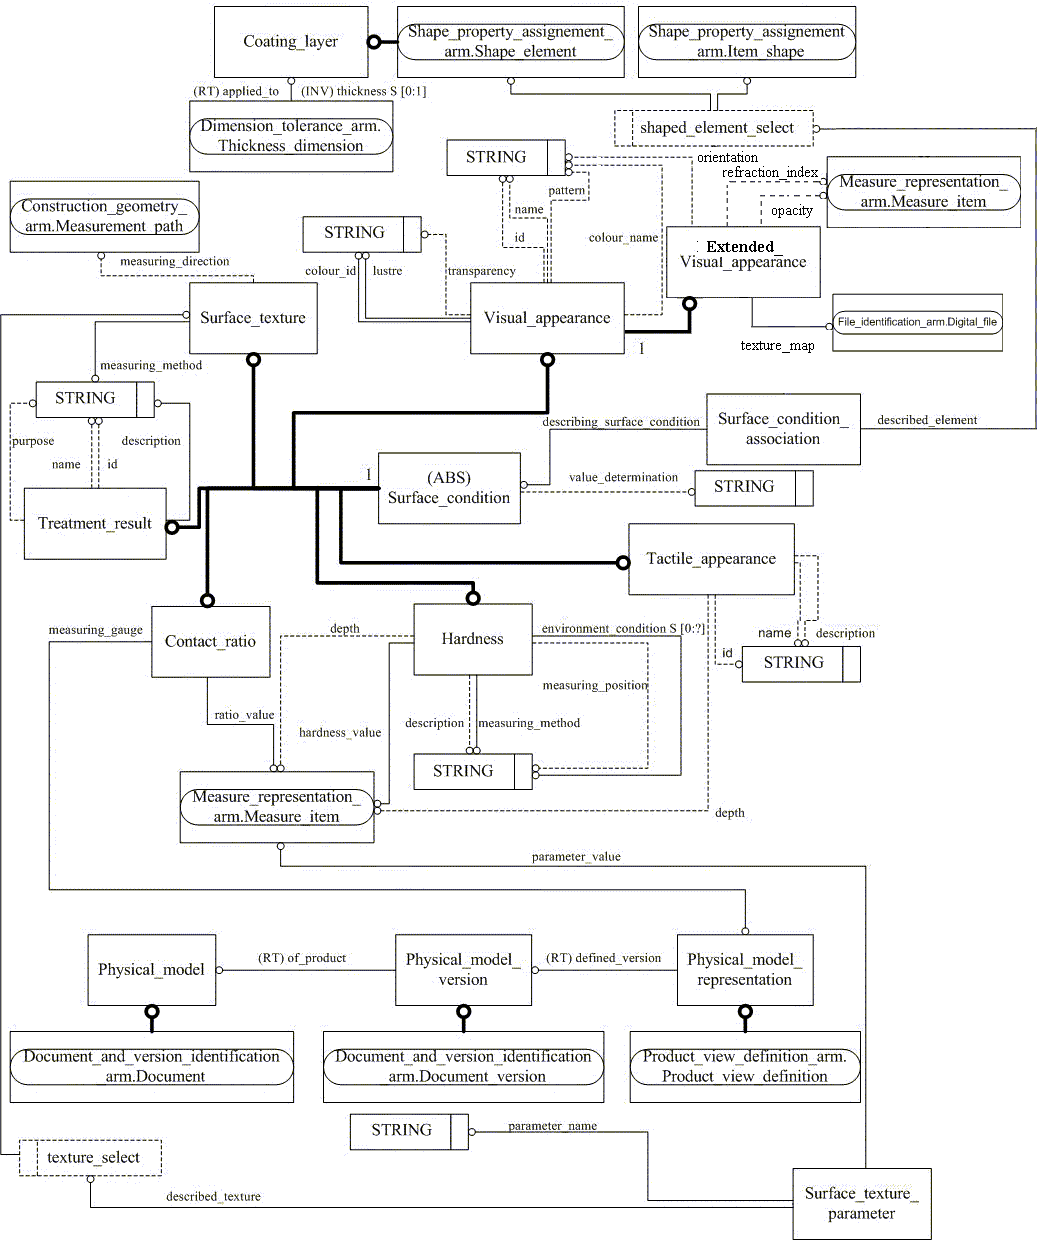 Coating_layer
Shape_property_assignement_
arm.Shape_element
Shape_property_assignement_
arm.Item_shape
(RT) applied_to
(INV) thickness S [0:1]
Dimension_tolerance_arm.
Thickness_dimension
shaped_element_select
STRING
orientation
refraction_index
pattern
Measure_representation_
arm.Measure_item
Construction_geometry_
arm.Measurement_path
name
opacity
STRING
id
colour_name
Extended_
Visual_appearance
measuring_direction
colour_id
lustre
transparency
Surface_texture
Visual_appearance
File_identification_arm.Digital_file
1
texture_map
measuring_method
STRING
purpose
description
name
id
describing_surface_condition
Surface_condition_
association
described_element
1
(ABS)
Surface_condition
value_determination
STRING
Treatment_result
Tactile_appearance
measuring_gauge
depth
environment_condition S [0:?]
name
description
Contact_ratio
Hardness
id
STRING
measuring_position
ratio_value
hardness_value
description
measuring_method
STRING
Measure_representation_
arm.Measure_item
depth
parameter_value
Physical_model
(RT) of_product
Physical_model_
version
(RT) defined_version
Physical_model_
representation
Document_and_version_identification
_arm.Document
Document_and_version_identification
_arm.Document_version
Product_view_definition_arm.
Product_view_definition
STRING
parameter_name
texture_select
described_texture
Surface_texture_
parameter